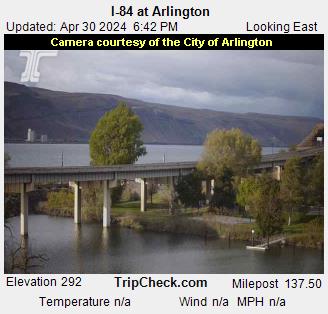 I-84 at Arlington
Updated: Apr 30 2024 6:42 PM Looking East
Camera courtesy of the City of Arlington
Elevation 292 TripCheck.com Milepost 137.50
Temperature n/a Wind n/a MPH n/a